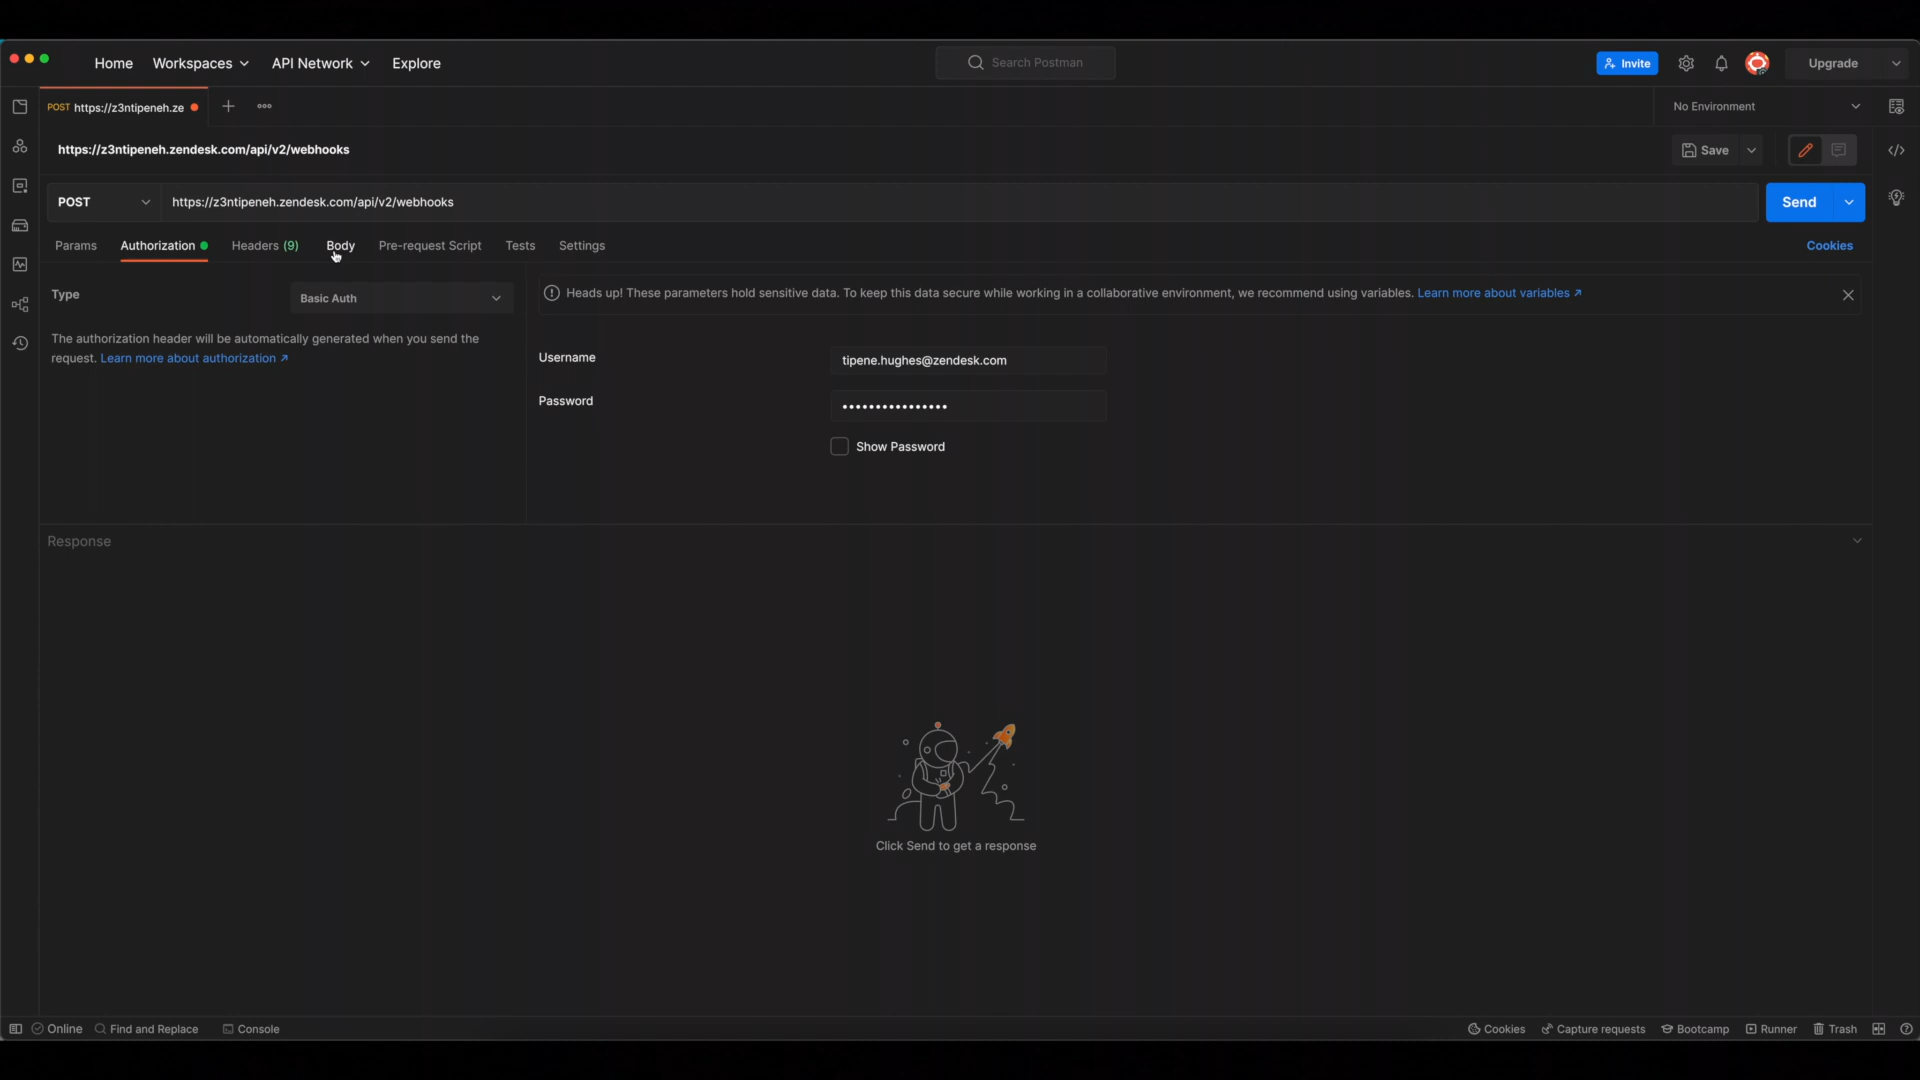 Home Workspaces API Network Explore Search Postman Invite Upgrade
POST https://z3ntipeneh.ze No Environment
https://z3ntipeneh.zendesk.com/api/v2/webhooks Save
POST https://z3ntipeneh.zendesk.com/api/v2/webhooks Send
Params Authorization Headers (9) Body Pre-request Script Tests Settings Cookies
Type Basic Auth
Heads up! These parameters hold sensitive data. To keep this data secure while working in a collaborative environment, we recommend using variables. Learn more about variables ↗
The authorization header will be automatically generated when you send the
request. Learn more about authorization ↗
Username tipene.hughes@zendesk.com
Password ••••••••••••••••
Show Password
Response
Click Send to get a response
Online Find and Replace Console Cookies Capture requests Bootcamp Runner Trash